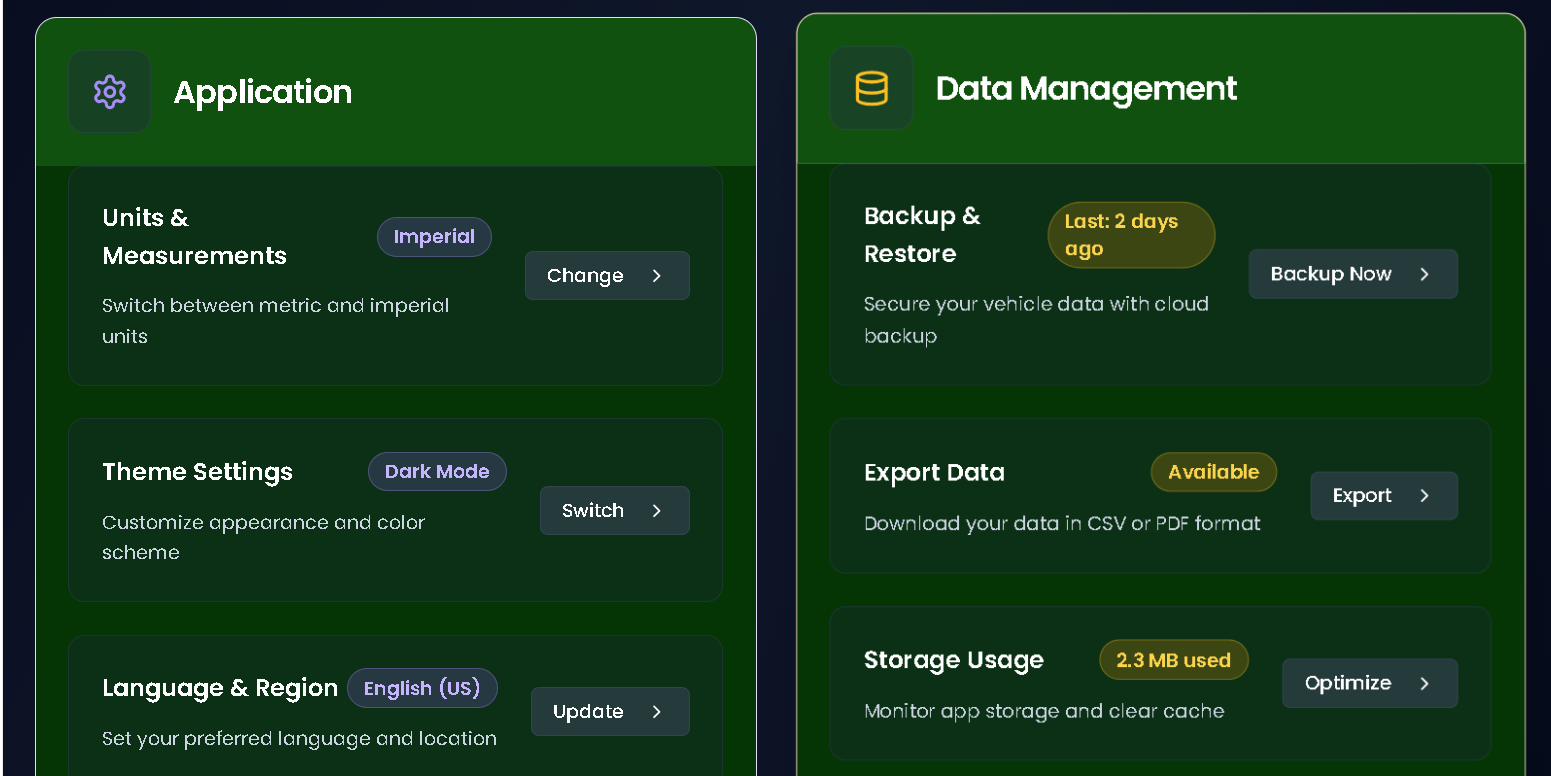 Application
Units &
Measurements
Imperial
Change
Switch between metric and imperial
units
Theme Settings
Dark Mode
Switch
Customize appearance and color
scheme
Language & Region
English (US)
Update
Set your preferred language and location
Data Management
Backup &
Restore
Last: 2 days
ago
Backup Now
Secure your vehicle data with cloud
backup
Export Data
Available
Export
Download your data in CSV or PDF format
Storage Usage
2.3 MB used
Optimize
Monitor app storage and clear cache